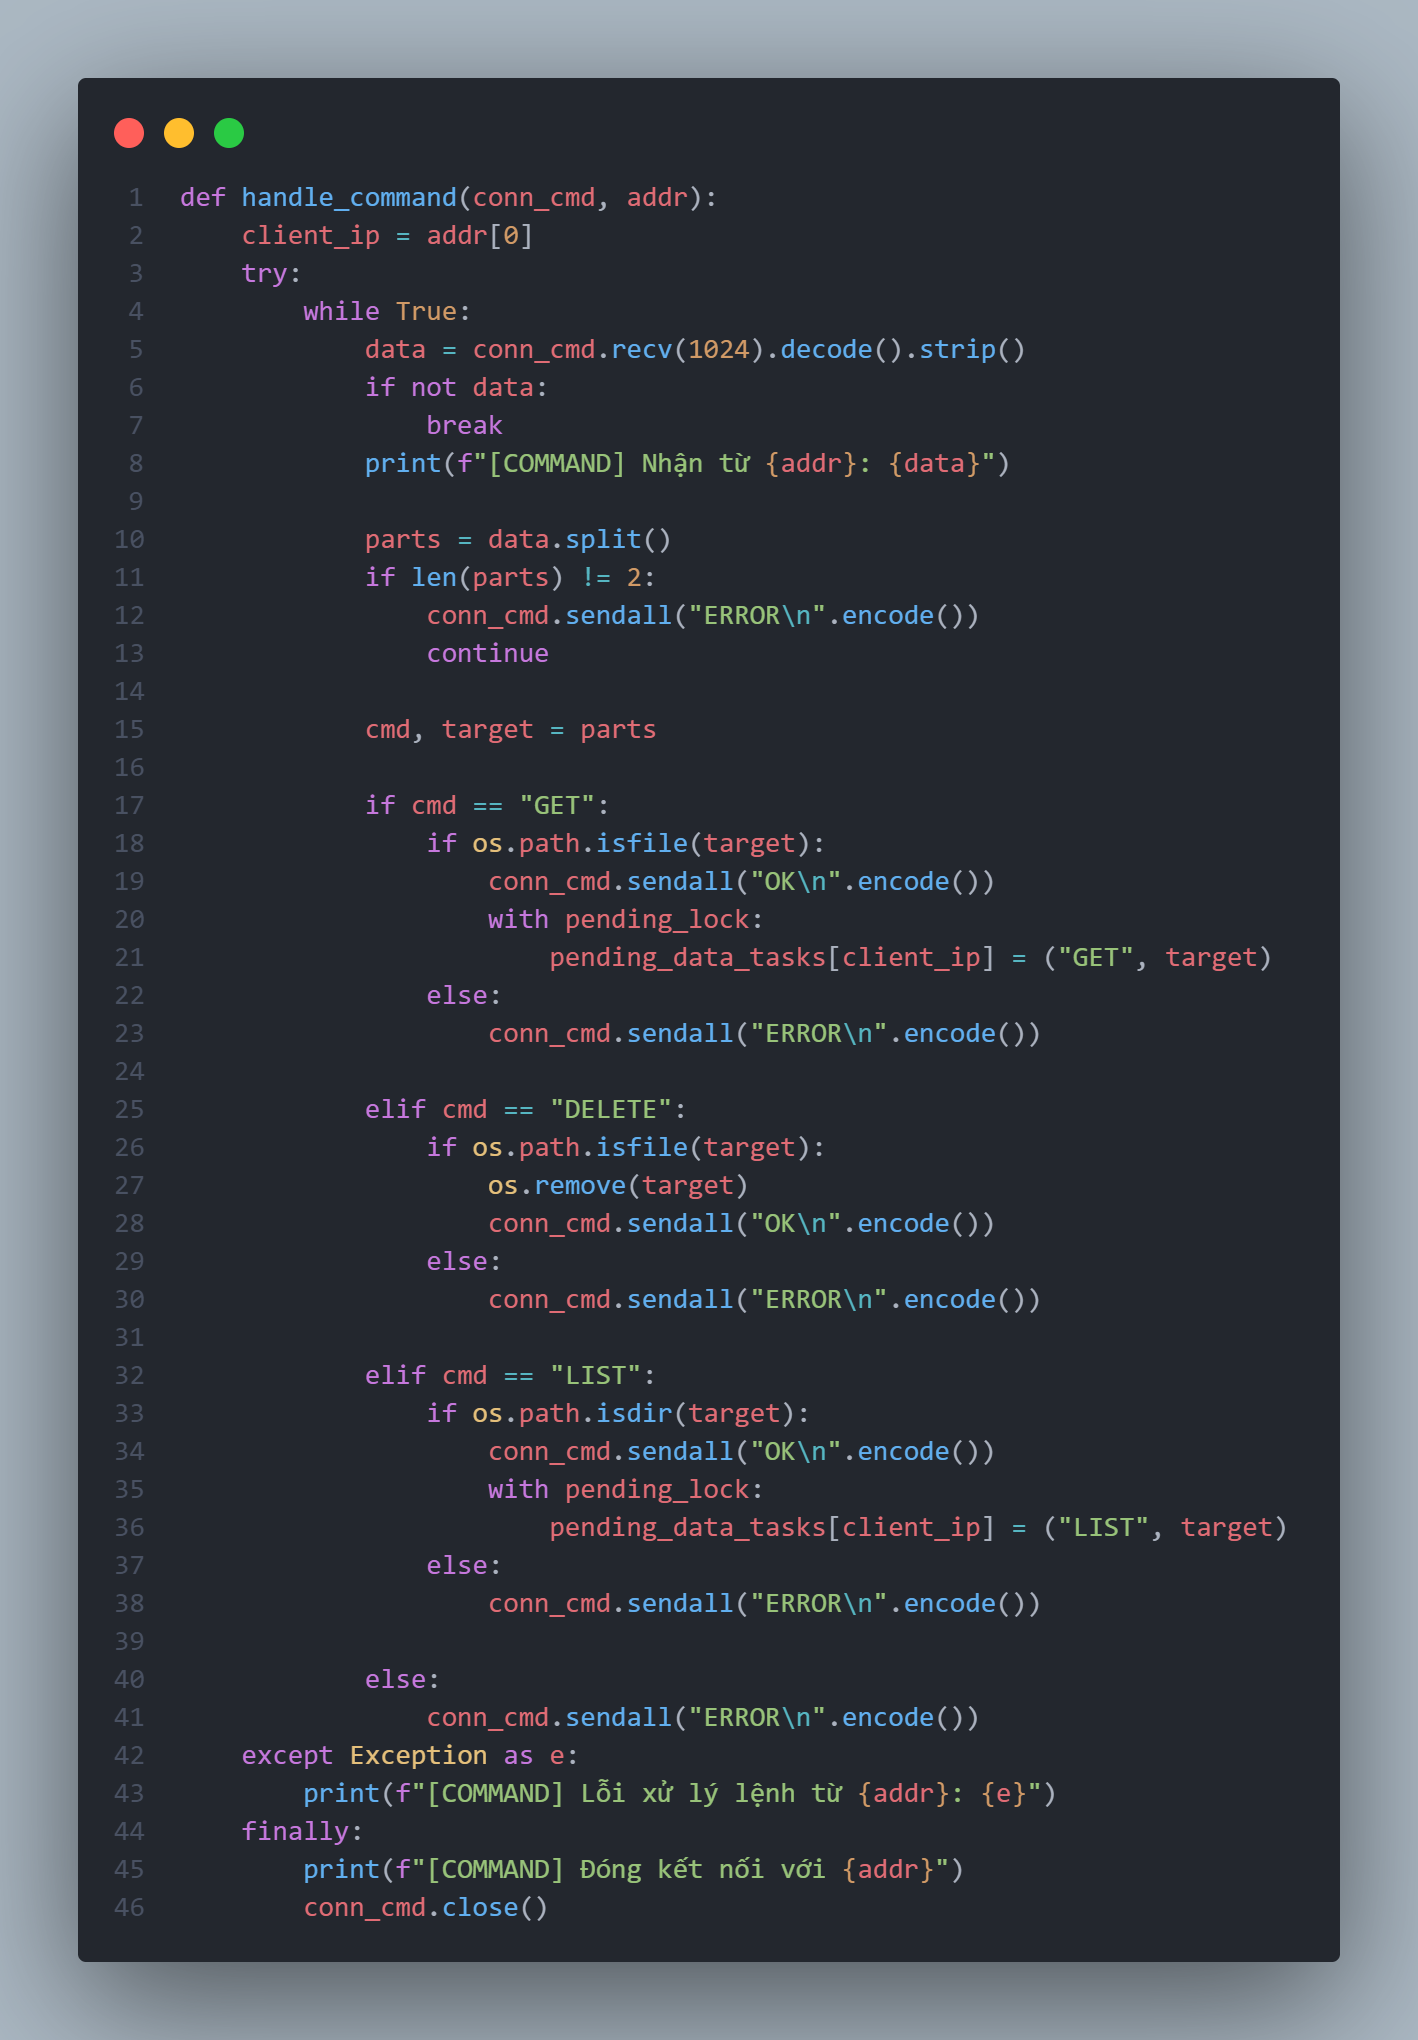 1 def handle_command(conn_cmd, addr):
2     client_ip = addr[0]
3     try:
4         while True:
5             data = conn_cmd.recv(1024).decode().strip()
6             if not data:
7                 break
8             print(f"[COMMAND] Nhận từ {addr}: {data}")
9
10             parts = data.split()
11             if len(parts) != 2:
12                 conn_cmd.sendall("ERROR\n".encode())
13                 continue
14
15             cmd, target = parts
16
17             if cmd == "GET":
18                 if os.path.isfile(target):
19                     conn_cmd.sendall("OK\n".encode())
20                     with pending_lock:
21                         pending_data_tasks[client_ip] = ("GET", target)
22                 else:
23                     conn_cmd.sendall("ERROR\n".encode())
24
25             elif cmd == "DELETE":
26                 if os.path.isfile(target):
27                     os.remove(target)
28                     conn_cmd.sendall("OK\n".encode())
29                 else:
30                     conn_cmd.sendall("ERROR\n".encode())
31
32             elif cmd == "LIST":
33                 if os.path.isdir(target):
34                     conn_cmd.sendall("OK\n".encode())
35                     with pending_lock:
36                         pending_data_tasks[client_ip] = ("LIST", target)
37                 else:
38                     conn_cmd.sendall("ERROR\n".encode())
39
40             else:
41                 conn_cmd.sendall("ERROR\n".encode())
42     except Exception as e:
43         print(f"[COMMAND] Lỗi xử lý lệnh từ {addr}: {e}")
44     finally:
45         print(f"[COMMAND] Đóng kết nối với {addr}")
46         conn_cmd.close()